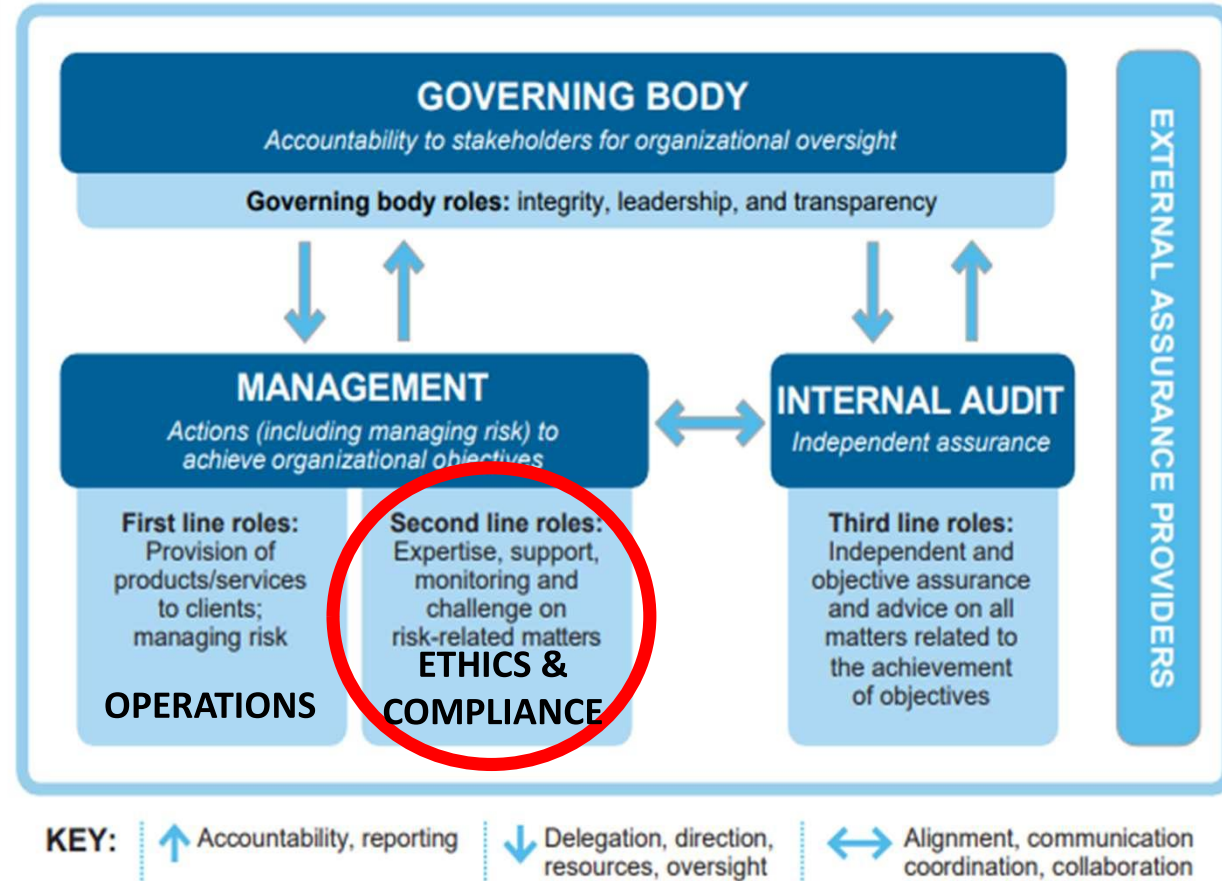 GOVERNING BODY
Accountability to stakeholders for organizational oversight
Governing body roles: integrity, leadership, and transparency
MANAGEMENT
Actions (including managing risk) to
achieve organizational objectives
First line roles:
Provision of
products/services
to clients;
managing risk
OPERATIONS
Second line roles:
Expertise, support,
monitoring and
challenge on
risk-related matters
ETHICS &
COMPLIANCE
INTERNAL AUDIT
Independent assurance
Third line roles:
Independent and
objective assurance
and advice on all
matters related to
the achievement
of objectives
EXTERNAL ASSURANCE PROVIDERS
KEY:
Accountability, reporting
Delegation, direction,
resources, oversight
Alignment, communication
coordination, collaboration